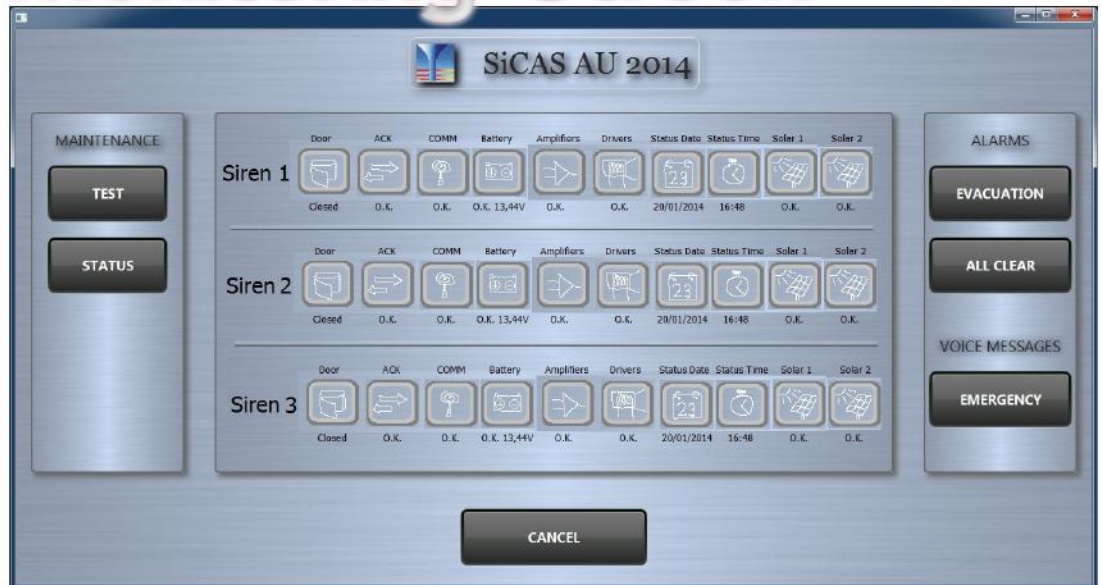 SiCAS AU 2014
MAINTENANCE
TEST
STATUS
Door ACK COMM Battery Amplifiers Drivers Status Date Status Time Solar 1 Solar 2
Siren 1
23
Closed O.K. O.K. O.K. 13,44V O.K. O.K. 20/01/2014 16:48 O.K. O.K.
Door ACK COMM Battery Amplifiers Drivers Status Date Status Time Solar 1 Solar 2
Siren 2
23
Closed O.K. O.K. O.K. 13,44V O.K. O.K. 20/01/2014 16:48 O.K. O.K.
Door ACK COMM Battery Amplifiers Drivers Status Date Status Time Solar 1 Solar 2
Siren 3
23
Closed O.K. O.K. O.K. 13,44V O.K. O.K. 20/01/2014 16:48 O.K. O.K.
ALARMS
EVACUATION
ALL CLEAR
VOICE MESSAGES
EMERGENCY
CANCEL